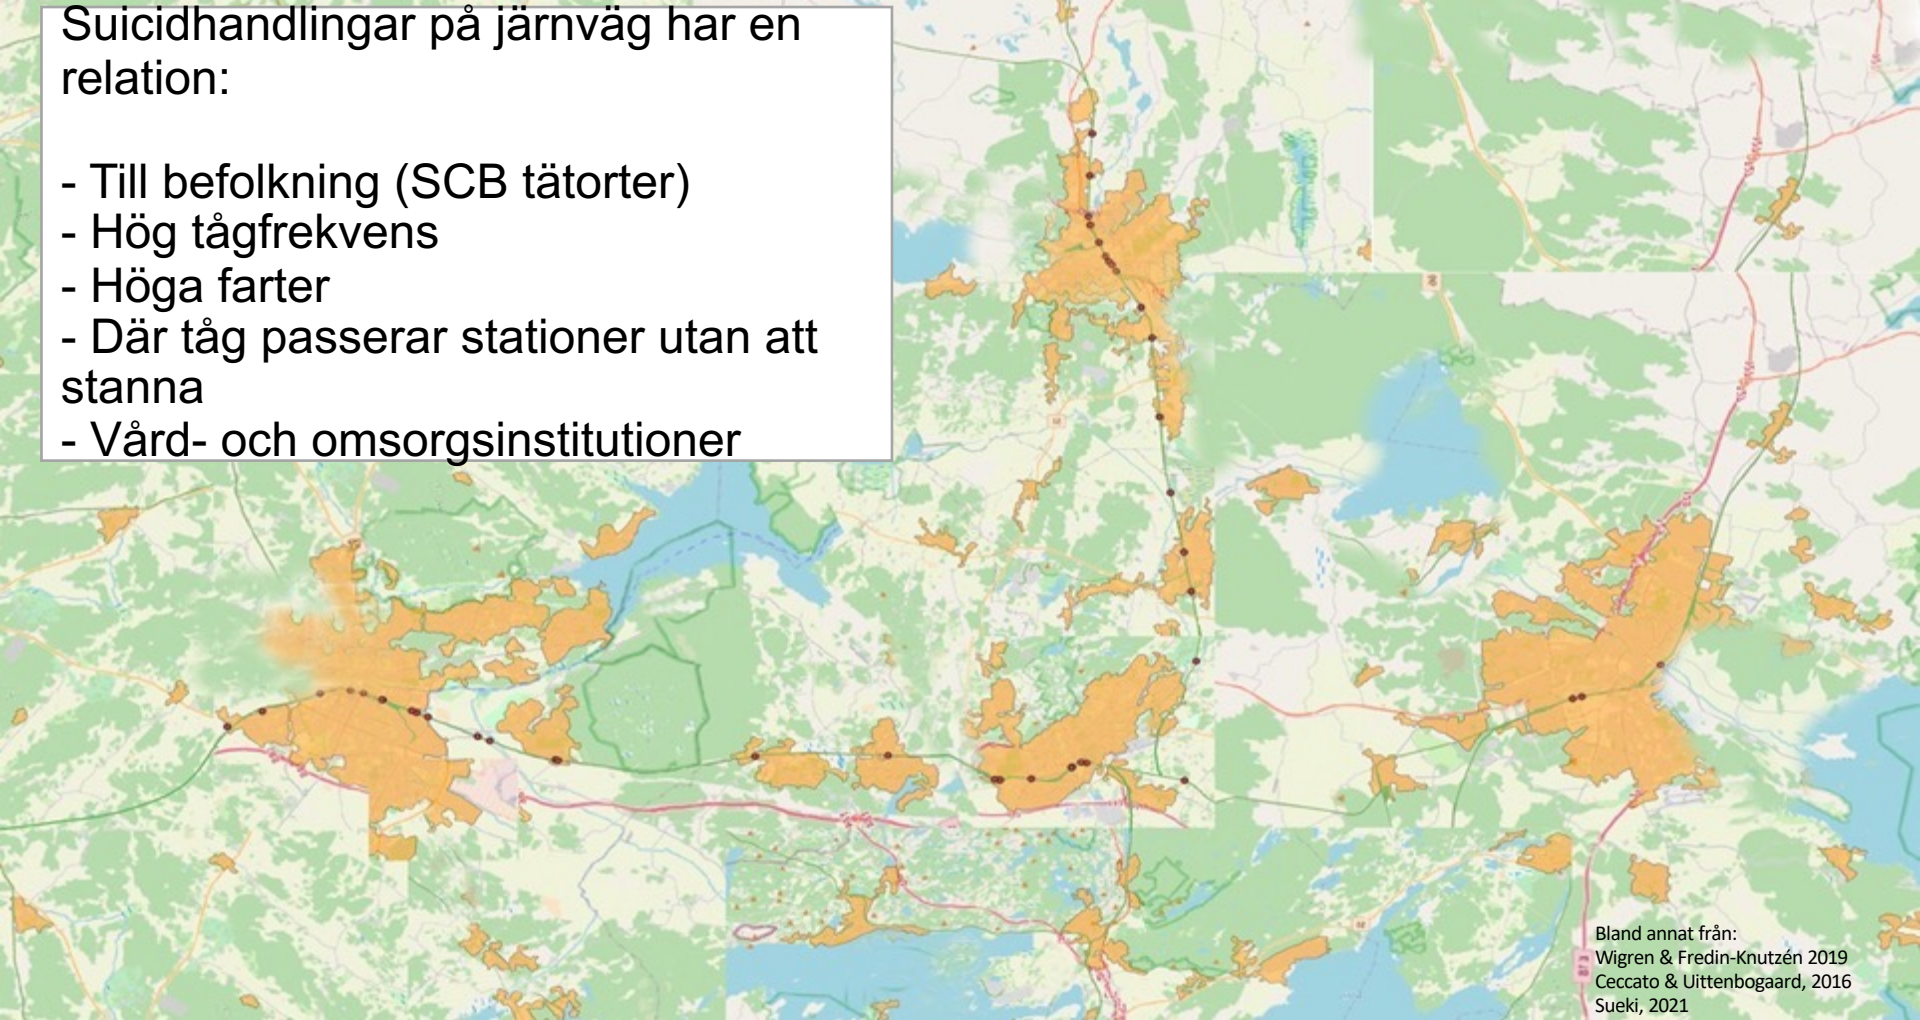 Suicidhandlingar på järnväg har en
relation:
- Till befolkning (SCB tätorter)
- Hög tågfrekvens
- Höga farter
- Där tåg passerar stationer utan att
stanna
- Vård- och omsorgsinstitutioner
Bland annat från:
Wigren & Fredin-Knutzén 2019
Ceccato & Uittenbogaard, 2016
Sueki, 2021